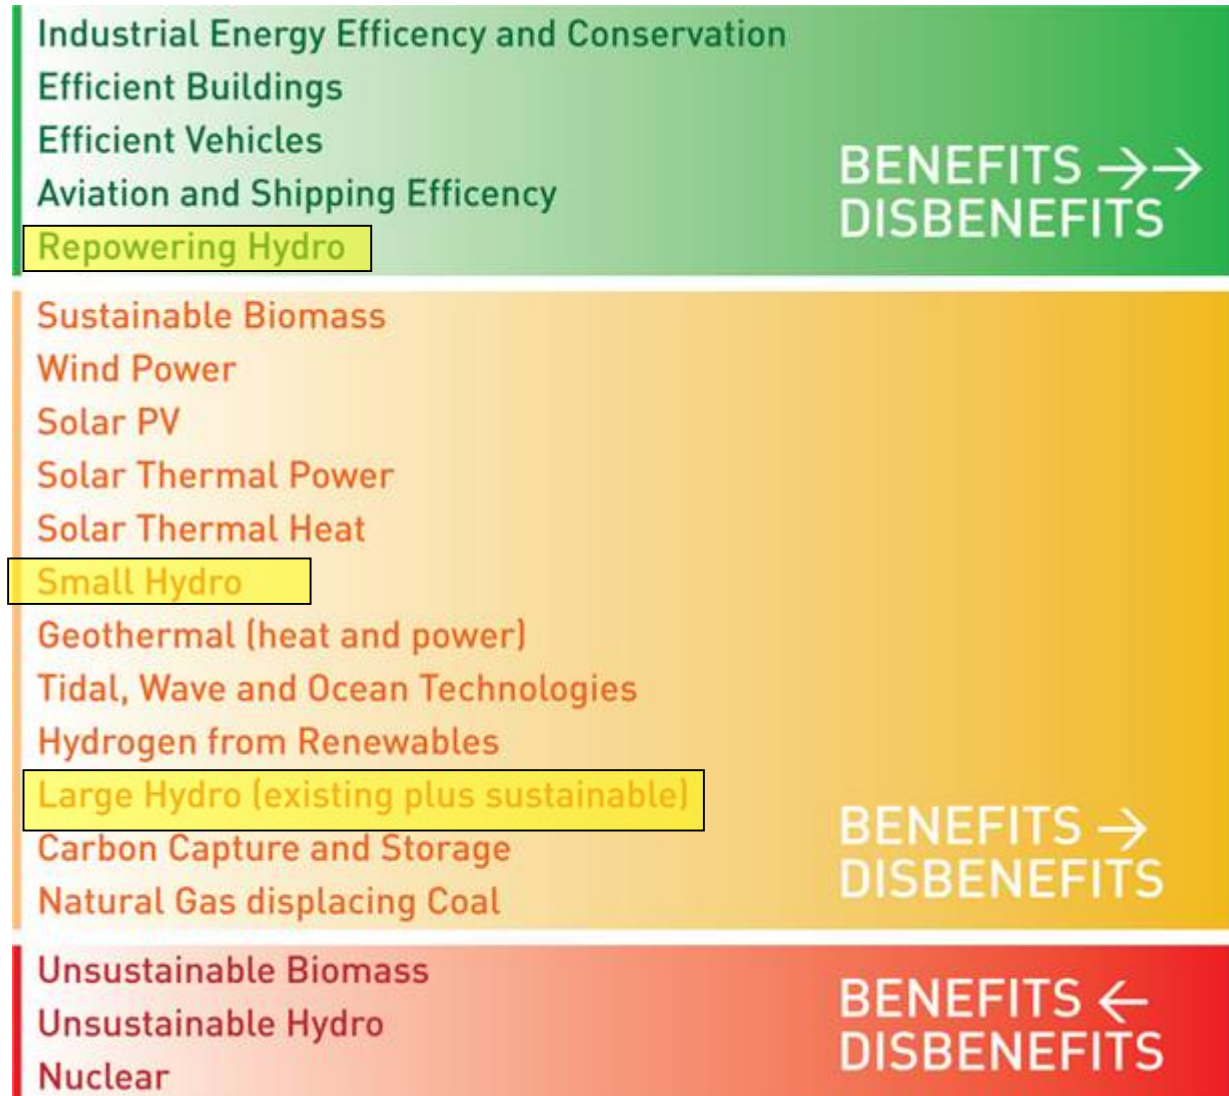 Industrial Energy Efficency and Conservation
Efficient Buildings
Efficient Vehicles
Aviation and Shipping Efficency
Repowering Hydro
BENEFITS →→
DISBENEFITS
Sustainable Biomass
Wind Power
Solar PV
Solar Thermal Power
Solar Thermal Heat
Small Hydro
Geothermal (heat and power)
Tidal, Wave and Ocean Technologies
Hydrogen from Renewables
Large Hydro (existing plus sustainable)
Carbon Capture and Storage
Natural Gas displacing Coal
BENEFITS →
DISBENEFITS
Unsustainable Biomass
Unsustainable Hydro
Nuclear
BENEFITS ←
DISBENEFITS